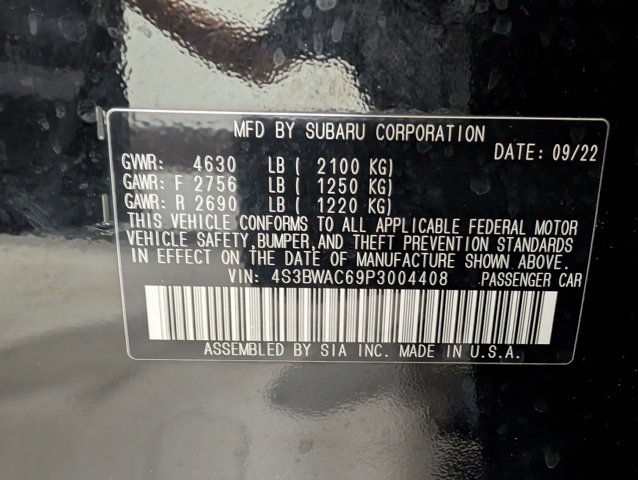 MFD BY SUBARU CORPORATION
DATE: 09/22
GVWR: 4630 LB ( 2100 KG)
GAWR: F 2756 LB ( 1250 KG)
GAWR: R 2690 LB ( 1220 KG)
THIS VEHICLE CONFORMS TO ALL APPLICABLE FEDERAL MOTOR
VEHICLE SAFETY,BUMPER,AND THEFT PREVENTION STANDARDS
IN EFFECT ON THE DATE OF MANUFACTURE SHOWN ABOVE.
VIN: 4S3BWAC69P3004408 PASSENGER CAR
ASSEMBLED BY SIA INC. MADE IN U.S.A.